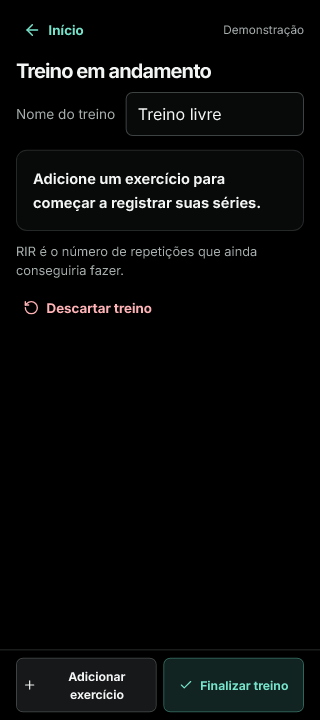 Início
Demonstração
Treino em andamento
Nome do treino
Treino livre
Adicione um exercício para
começar a registrar suas séries.
RIR é o número de repetições que ainda
conseguiria fazer.
Descartar treino
Adicionar
exercício
Finalizar treino